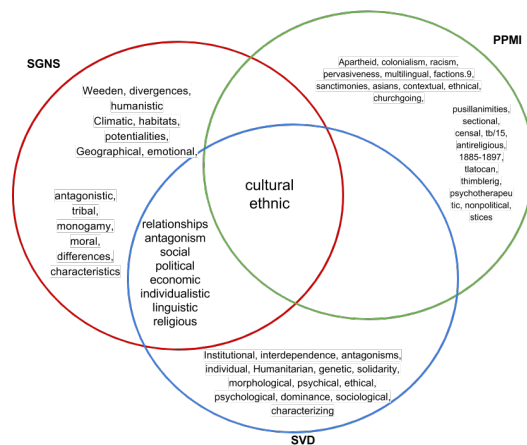 PPMI
SGNS
Apartheid, colonialism, racism,
pervasiveness, multilingual, factions.9,
sanctimonies, asians, contextual, ethnical,
churchgoing,
Weeden, divergences,
humanistic
Climatic, habitats,
potentialities,
Geographical, emotional,
pusillanimities,
sectional,
censal, tb/15,
antireligious,
1885-1897,
tlatocan,
thimblerig,
psychotherapeu
tic, nonpolitical,
stices
cultural
ethnic
antagonistic,
tribal,
monogamy,
moral,
differences,
characteristics
relationships
antagonism
social
political
economic
individualistic
linguistic
religious
Institutional, interdependence, antagonisms,
individual, Humanitarian, genetic, solidarity,
morphological, psychical, ethical,
psychological, dominance, sociological,
characterizing
SVD